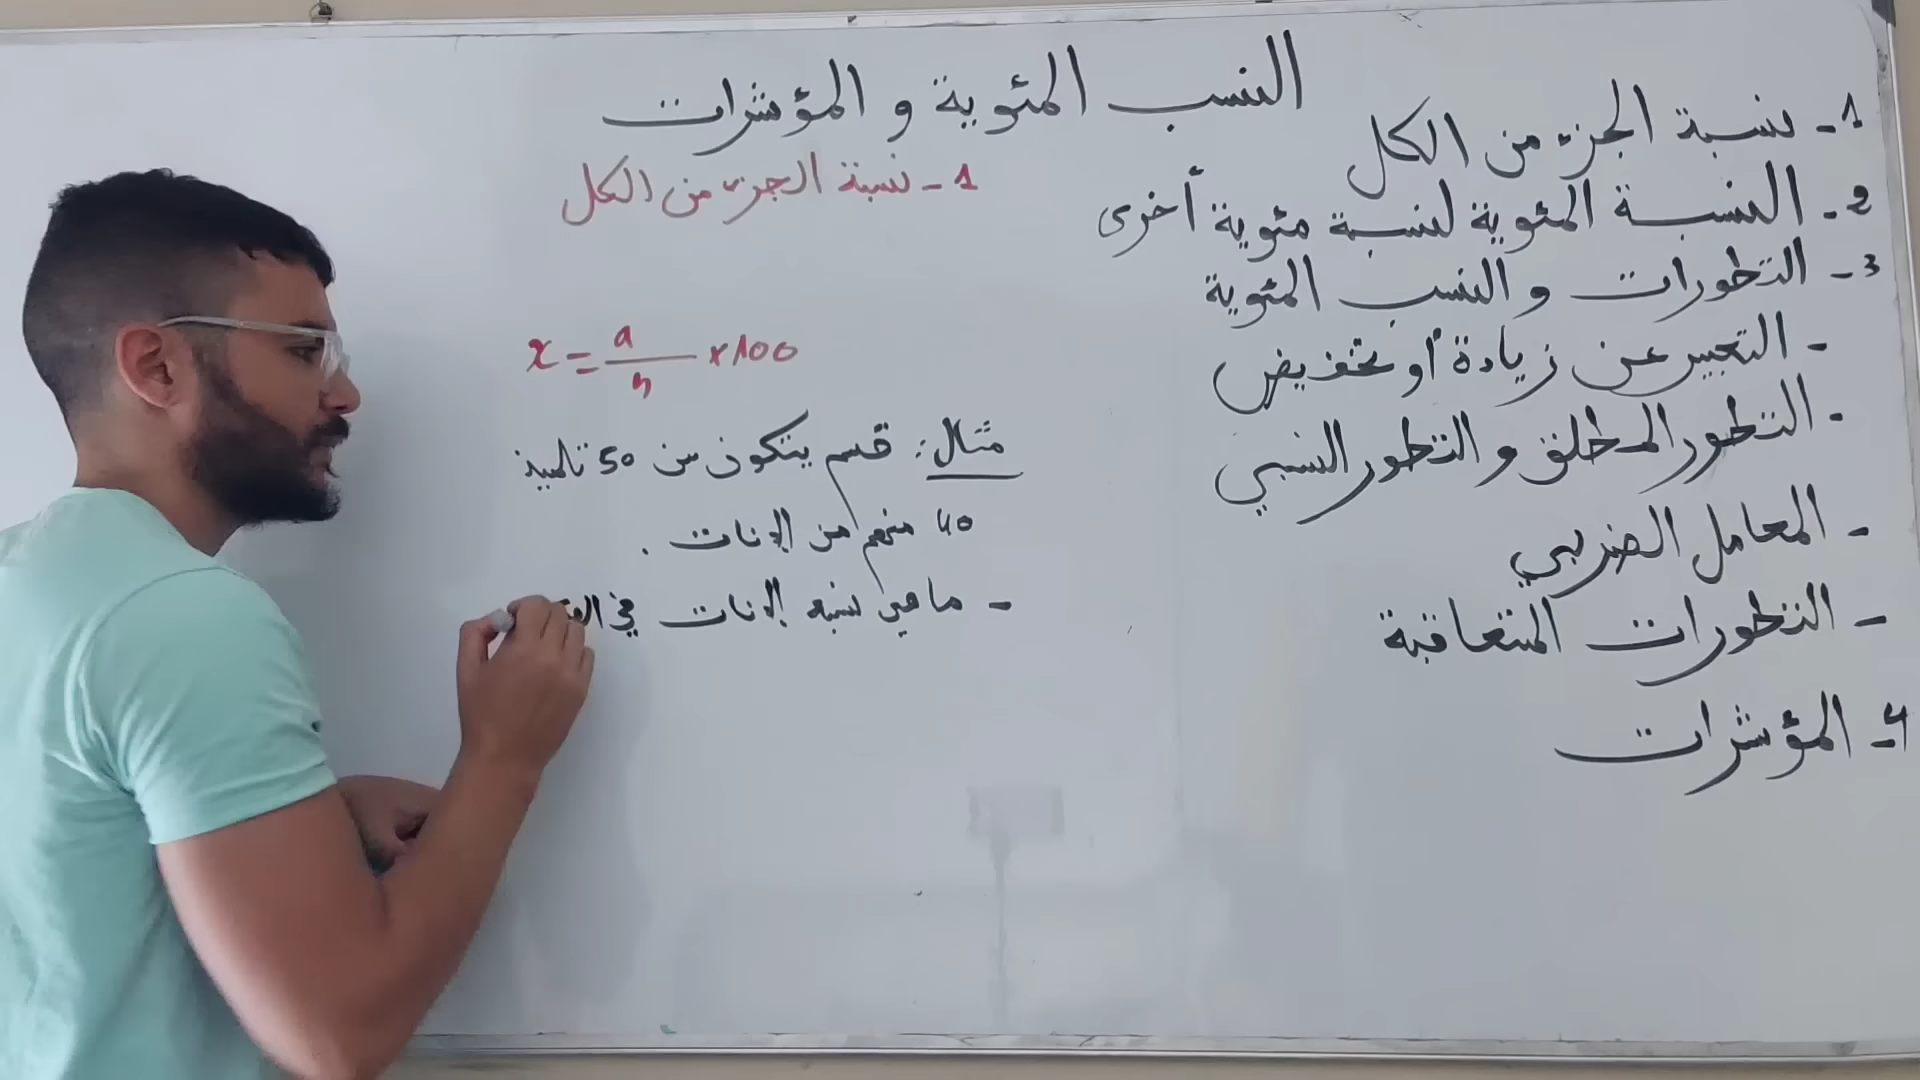 النسب المئوية و المؤشرات
1- نسبة الجزء من الكل
2- النسبة المئوية لنسبة مئوية أخرى
3- التطورات و النسب المئوية
- التعبير عن زيادة أو تخفيض
- التطور المطلق و التطور النسبي
- المعامل الضربي
- التطورات المتعاقبة
4- المؤشرات
1- نسبة الجزء من الكل
x = a/n ×100
مثال: قسم يتكون من 50 تلميذ
40 منهم من الإناث .
- ما هي نسبة الإناث في